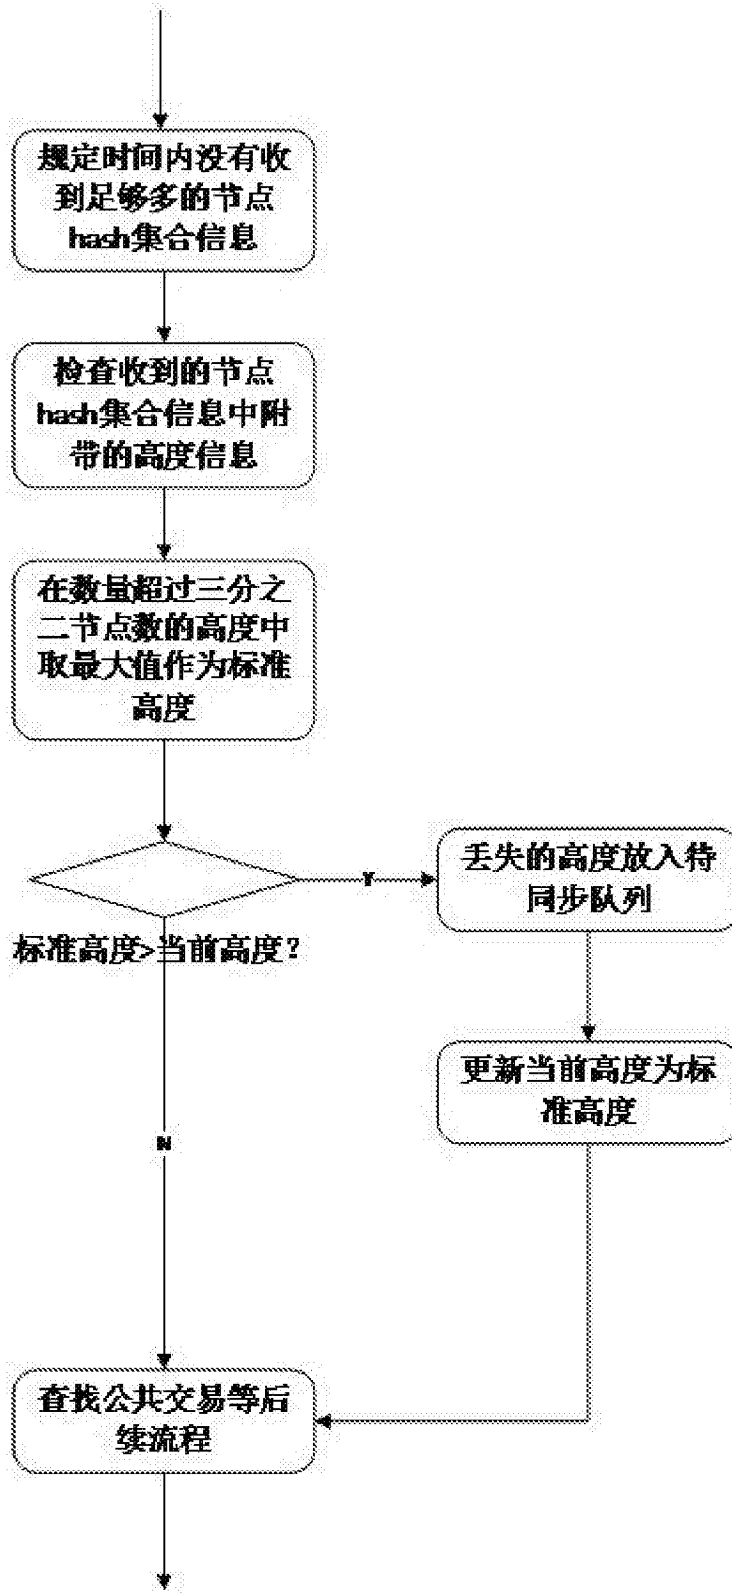 规定时间内没有收
到足够多的节点
hash集合信息
检查收到的节点
hash集合信息中附
带的高度信息
在数量超过三分之
二节点数的高度中
取最大值作为标准
高度
Y
丢失的高度放入待
同步队列
标准高度>当前高度？
更新当前高度为标
准高度
N
查找公共交易等后
续流程